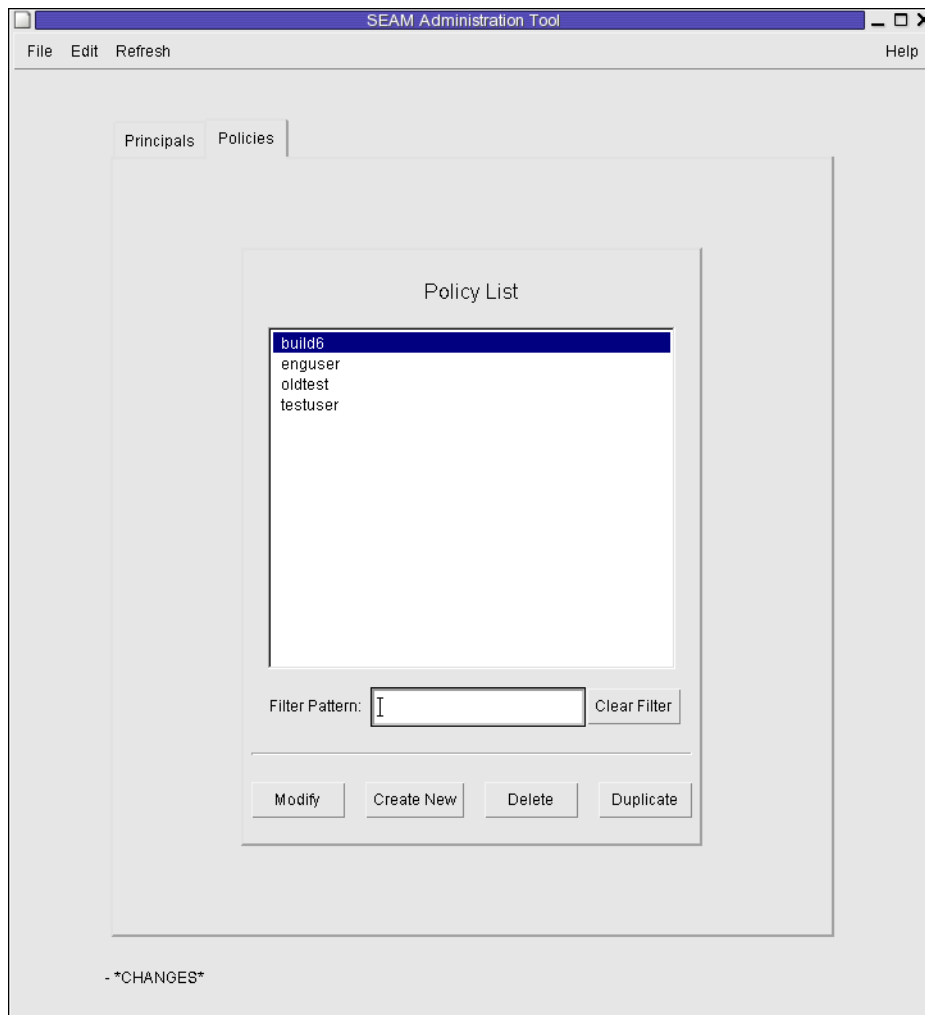 SEAM Administration Tool
File Edit Refresh Help
Principals Policies
Policy List
build6
enguser
oldtest
testuser
Filter Pattern: Clear Filter
Modify Create New Delete Duplicate
- *CHANGES*